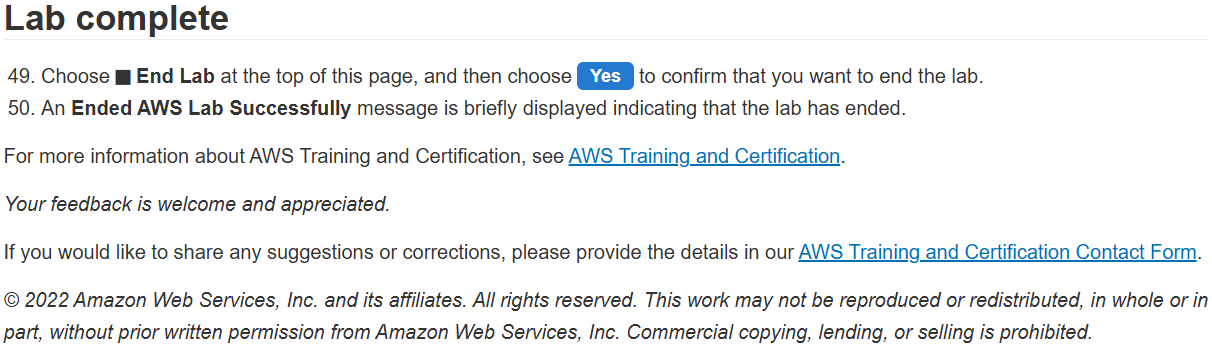 Lab complete
49. Choose ■ End Lab at the top of this page, and then choose Yes to confirm that you want to end the lab.
50. An Ended AWS Lab Successfully message is briefly displayed indicating that the lab has ended.
For more information about AWS Training and Certification, see AWS Training and Certification.
Your feedback is welcome and appreciated.
If you would like to share any suggestions or corrections, please provide the details in our AWS Training and Certification Contact Form.
© 2022 Amazon Web Services, Inc. and its affiliates. All rights reserved. This work may not be reproduced or redistributed, in whole or in
part, without prior written permission from Amazon Web Services, Inc. Commercial copying, lending, or selling is prohibited.